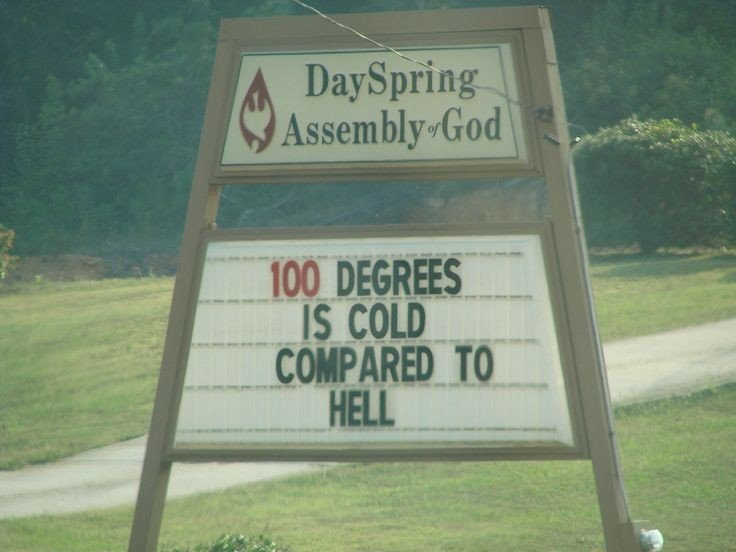 DaySpring
Assembly of God
100 DEGREES
IS COLD
COMPARED TO
HELL